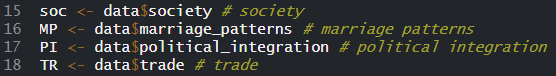 15 soc <- data$society # society
16 MP <- data$marriage_patterns # marriage patterns
17 PI <- data$political_integration # political integration
18 TR <- data$trade # trade